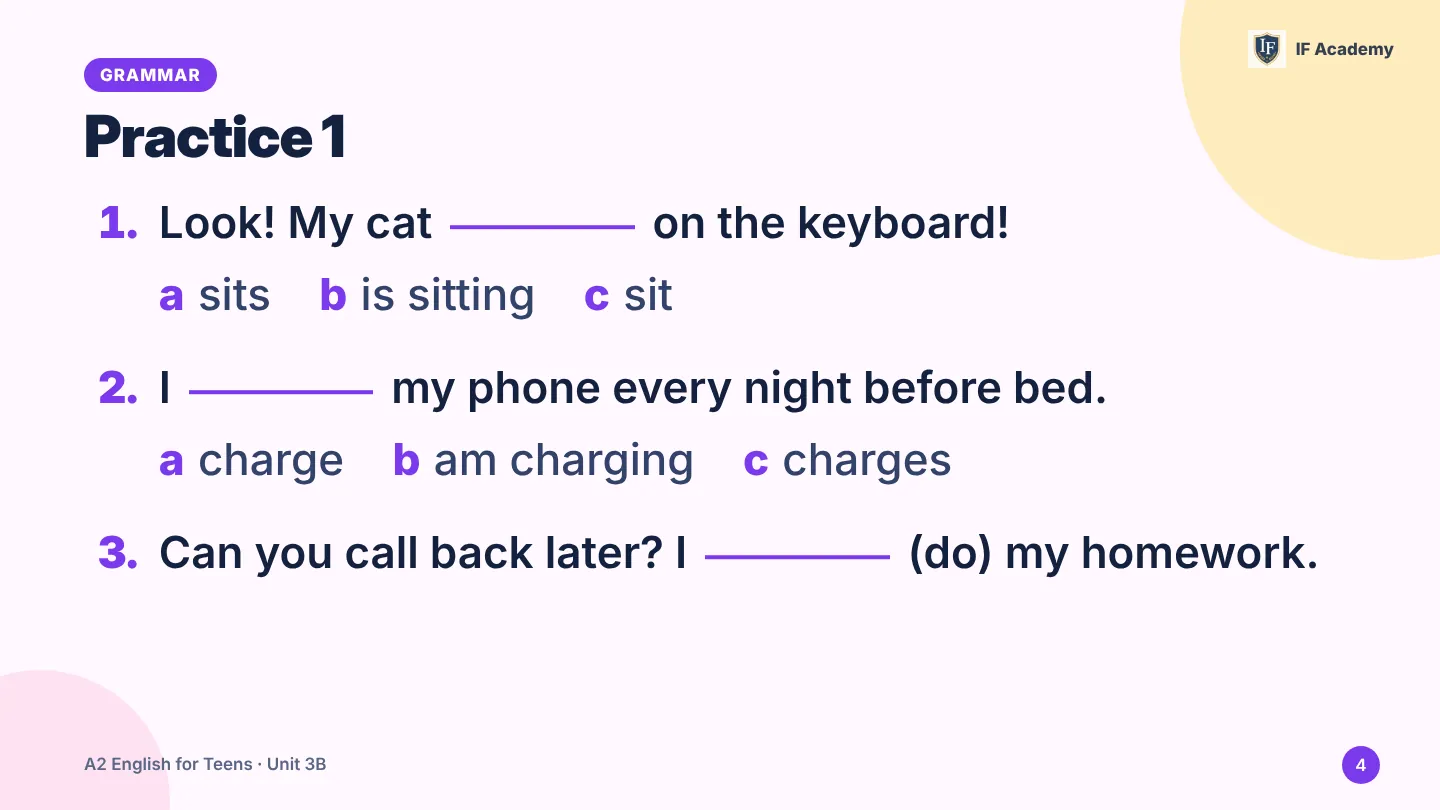 IF
IF Academy
GRAMMAR
Practice 1
1. Look! My cat ________ on the keyboard!
a sits b is sitting c sit
2. I ________ my phone every night before bed.
a charge b am charging c charges
3. Can you call back later? I ________ (do) my homework.
A2 English for Teens · Unit 3B
4